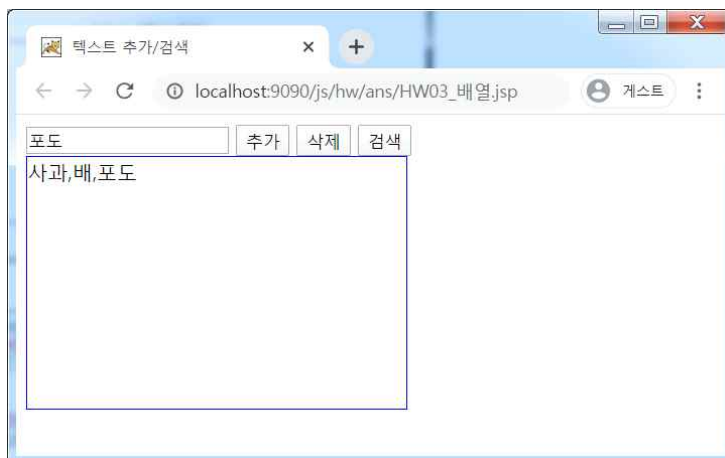 텍스트 추가/검색
localhost:9090/js/hw/ans/HW03_배열.jsp
게스트
포도 추가 삭제 검색
사과,배,포도